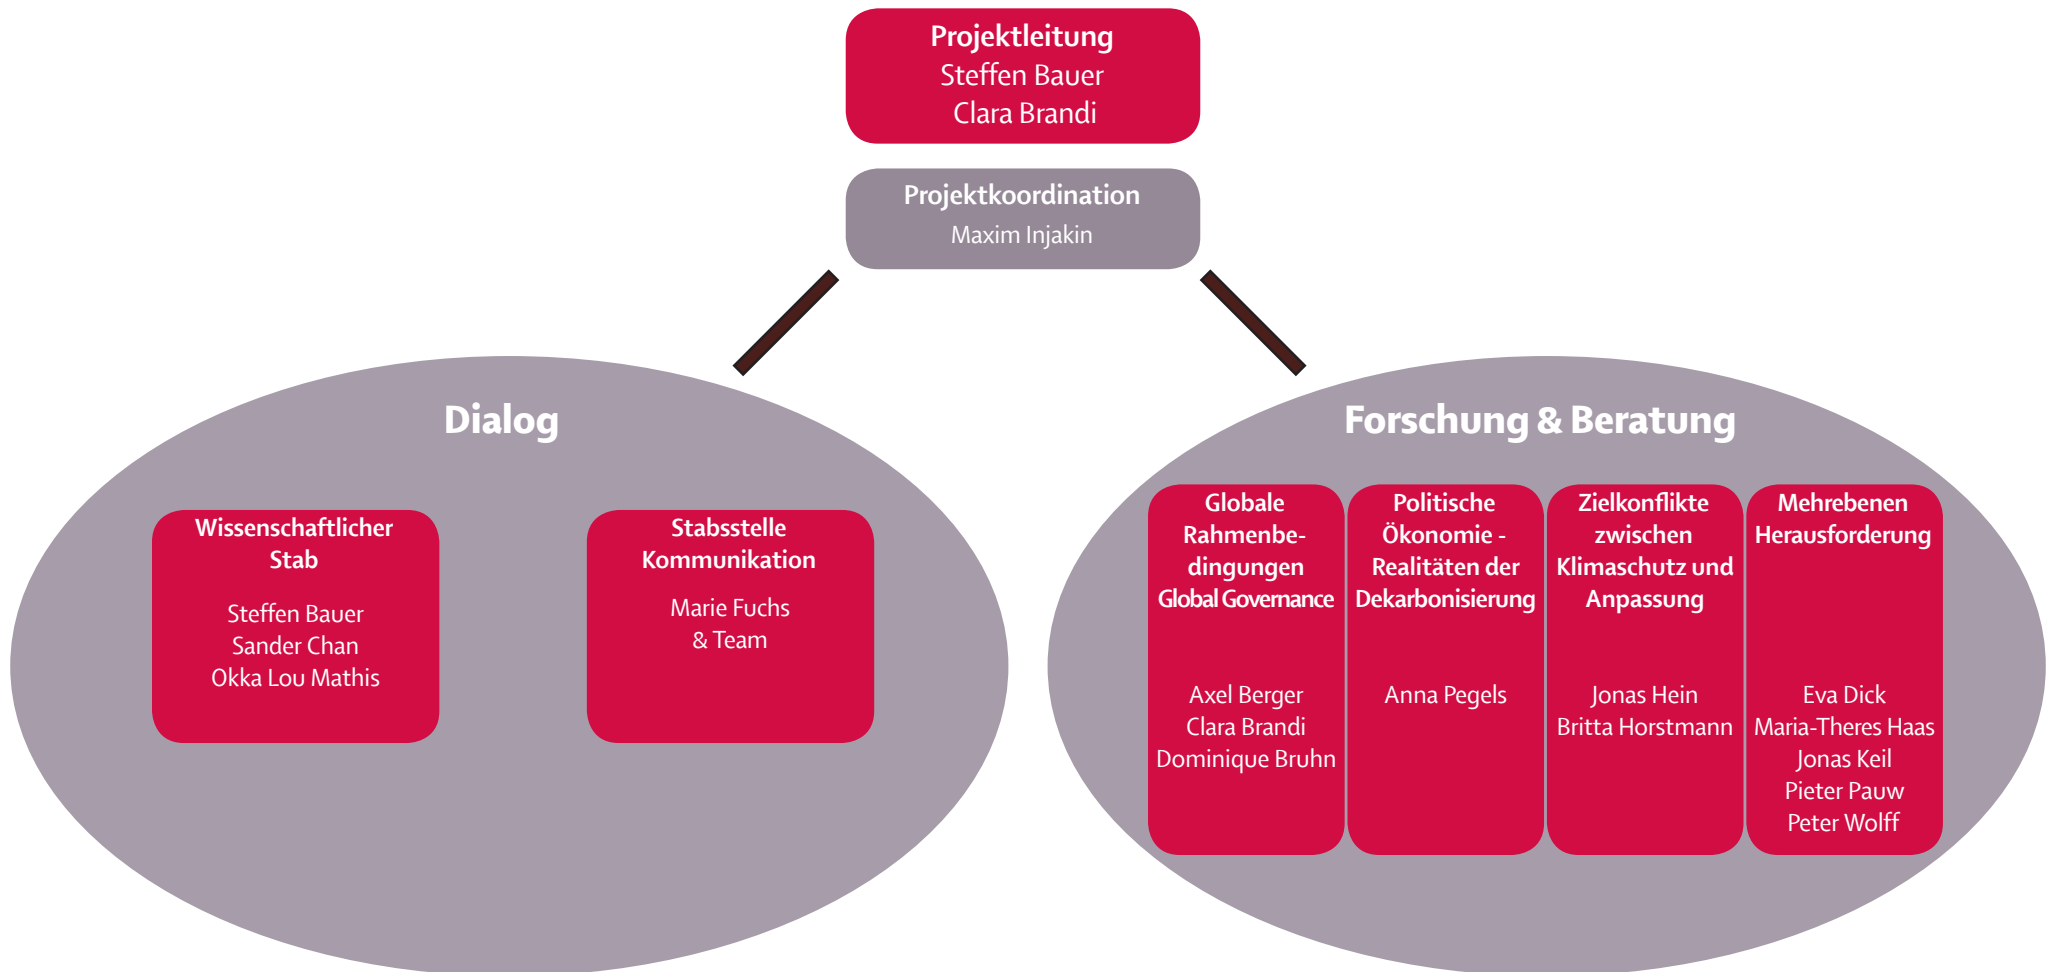 Projektleitung
Steffen Bauer
Clara Brandi
Projektkoordination
Maxim Injakin
Dialog
Wissenschaftlicher
Stab
Steffen Bauer
Sander Chan
Okka Lou Mathis
Stabsstelle
Kommunikation
Marie Fuchs
& Team
Forschung & Beratung
Globale
Rahmenbe-
dingungen
Global Governance
Axel Berger
Clara Brandi
Dominique Bruhn
Politische
Ökonomie -
Realitäten der
Dekarbonisierung
Anna Pegels
Zielkonflikte
zwischen
Klimaschutz und
Anpassung
Jonas Hein
Britta Horstmann
Mehrebenen
Herausforderung
Eva Dick
Maria-Theres Haas
Jonas Keil
Pieter Pauw
Peter Wolff